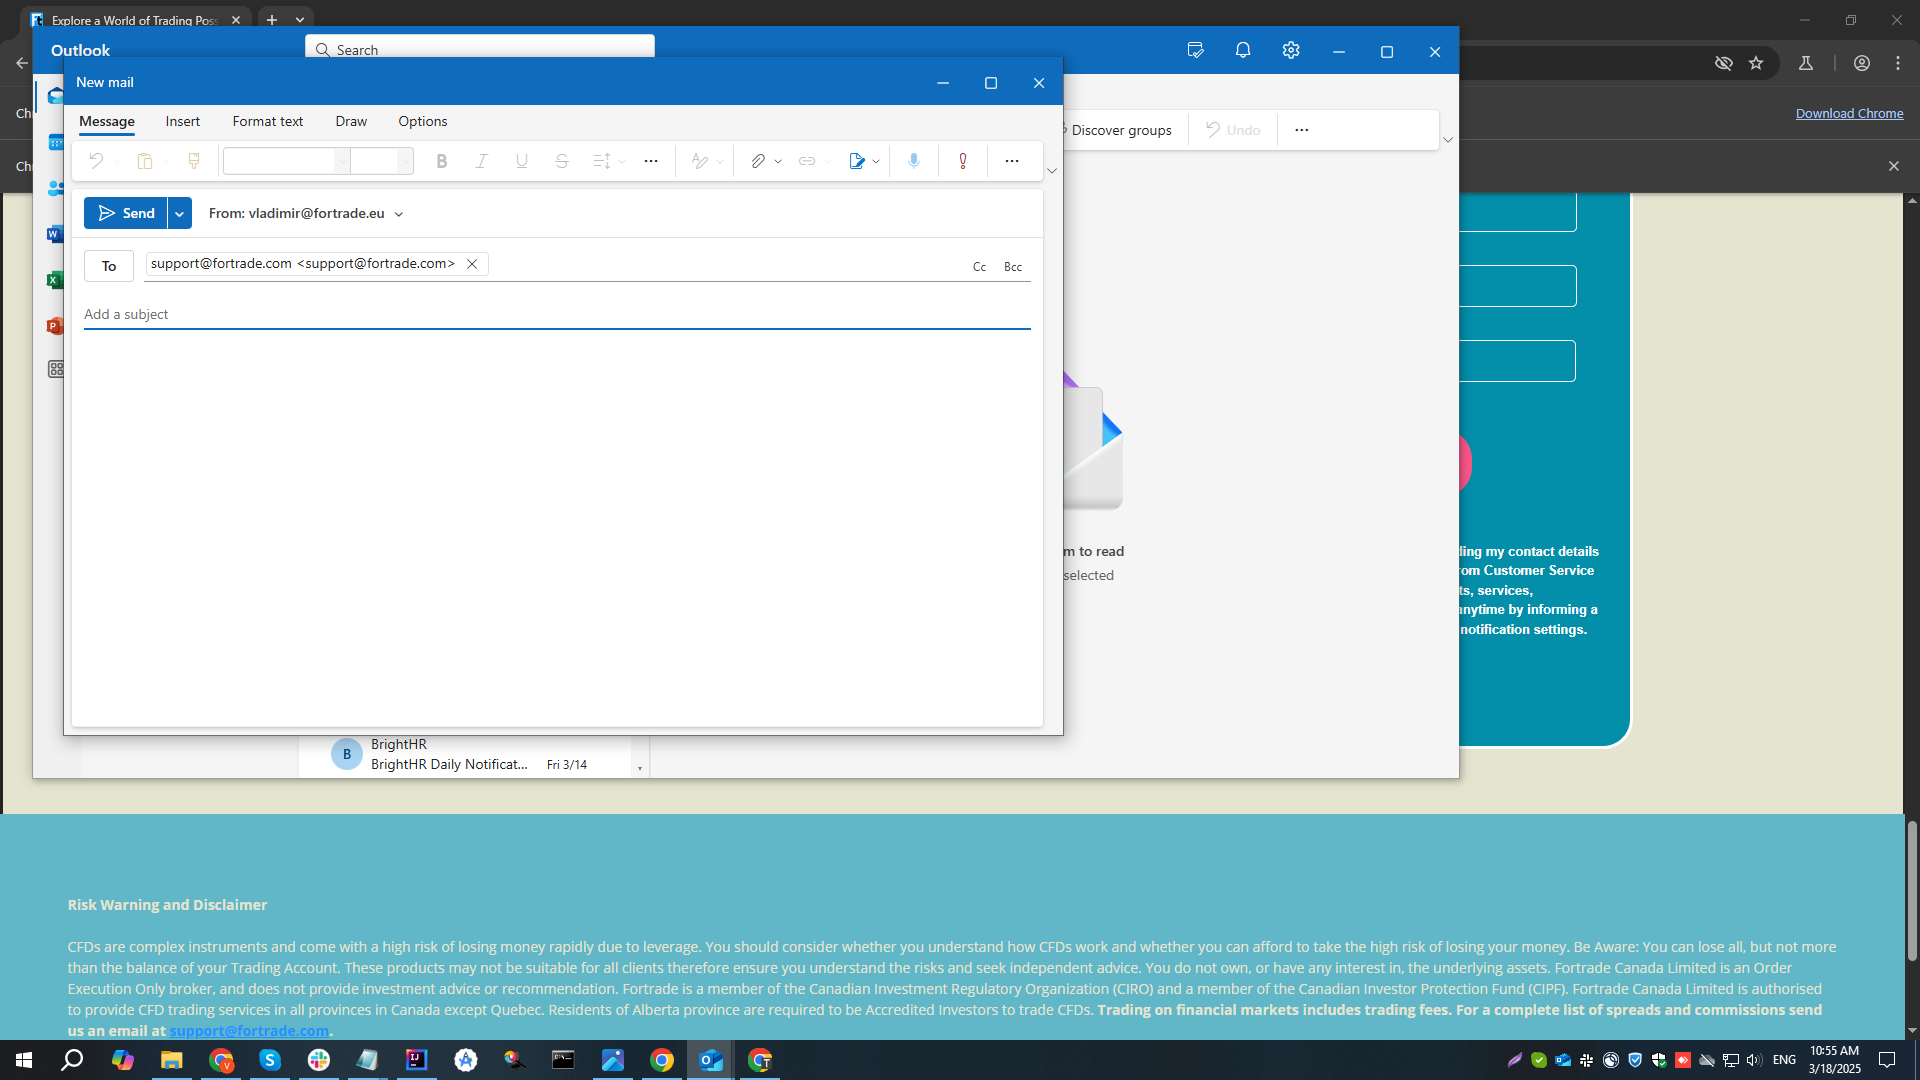 Explore a World of Trading Poss
Outlook
Search
New mail
Ch
Download Chrome
Message
Insert
Format text
Draw
Options
Discover groups
Undo
Ch
Send
From: vladimir@fortrade.eu
To
support@fortrade.com <support@fortrade.com>
Cc
Bcc
Add a subject
m to read
selected
ding my contact details
rom Customer Service
ts, services,
anytime by informing a
notification settings.
B
BrightHR
BrightHR Daily Notificat...
Fri 3/14
Risk Warning and Disclaimer
CFDs are complex instruments and come with a high risk of losing money rapidly due to leverage. You should consider whether you understand how CFDs work and whether you can afford to take the high risk of losing your money. Be Aware: You can lose all, but not more
than the balance of your Trading Account. These products may not be suitable for all clients therefore ensure you understand the risks and seek independent advice. You do not own, or have any interest in, the underlying assets. Fortrade Canada Limited is an Order
Execution Only broker, and does not provide investment advice or recommendation. Fortrade is a member of the Canadian Investment Regulatory Organization (CIRO) and a member of the Canadian Investor Protection Fund (CIPF). Fortrade Canada Limited is authorised
to provide CFD trading services in all provinces in Canada except Quebec. Residents of Alberta province are required to be Accredited Investors to trade CFDs. Trading on financial markets includes trading fees. For a complete list of spreads and commissions send
us an email at support@fortrade.com.
ENG
10:55 AM
3/18/2025